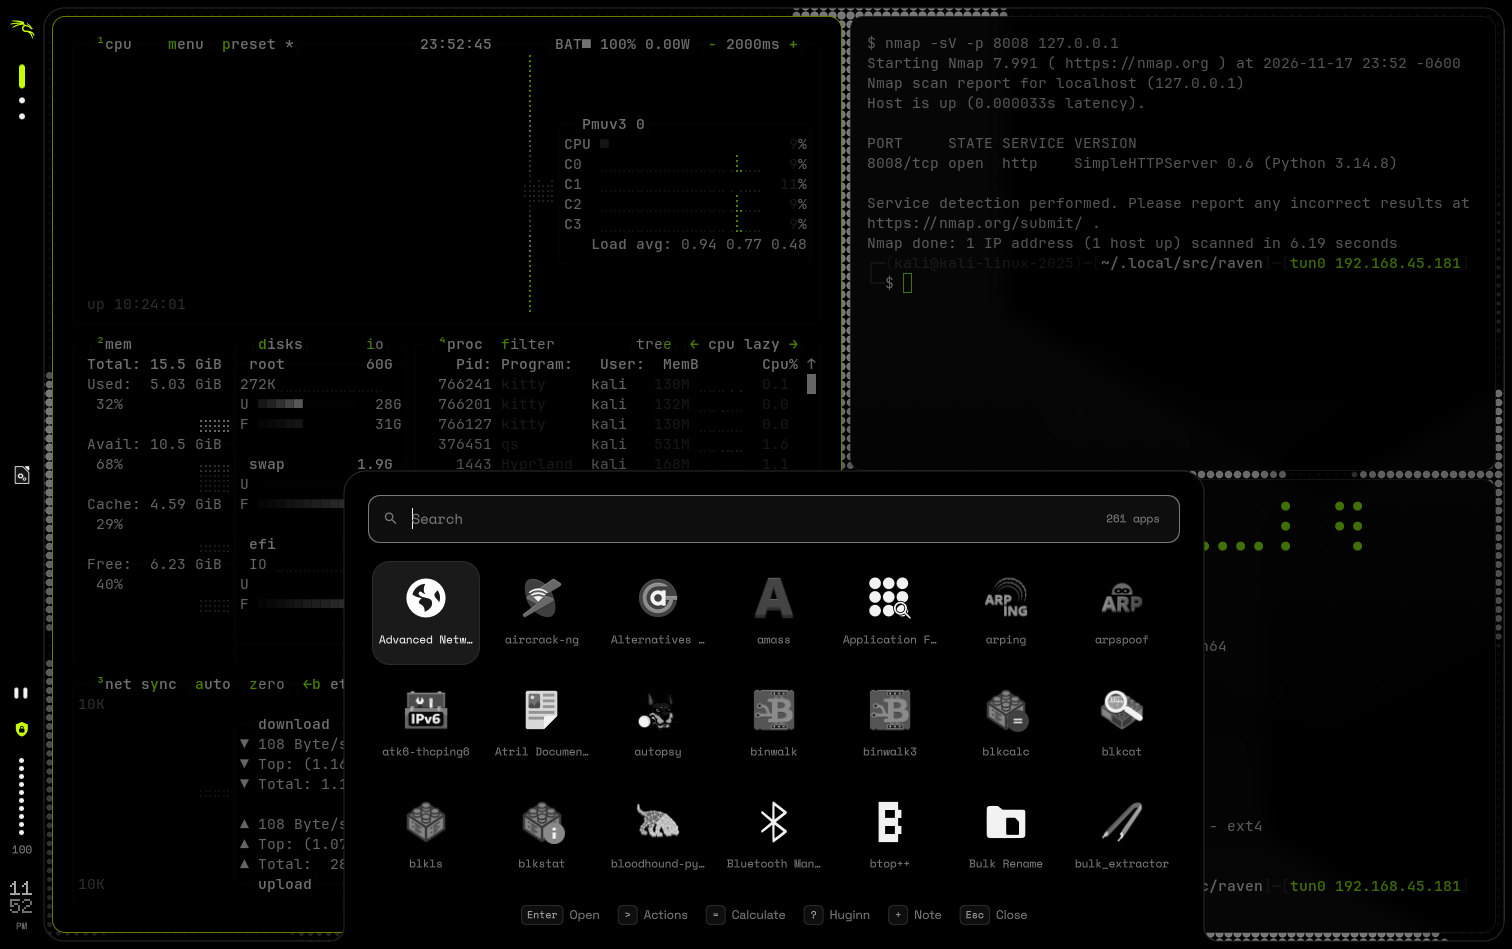 ¹cpu menu preset * 23:52:45 BAT■ 100% 0.00W - 2000ms +
Pmuv3 0
CPU 9%
C0 9%
C1 11%
C2 9%
C3 9%
Load avg: 0.94 0.77 0.48
up 10:24:01
$ nmap -sV -p 8008 127.0.0.1
Starting Nmap 7.991 ( https://nmap.org ) at 2026-11-17 23:52 -0600
Nmap scan report for localhost (127.0.0.1)
Host is up (0.000033s latency).
PORT STATE SERVICE VERSION
8008/tcp open http SimpleHTTPServer 0.6 (Python 3.14.8)
Service detection performed. Please report any incorrect results at
https://nmap.org/submit/ .
Nmap done: 1 IP address (1 host up) scanned in 6.19 seconds
┌─(kali@kali-linux-2025)-[~/.local/src/raven]-[tun0 192.168.45.181]
└─$
²mem
Total: 15.5 GiB
Used: 5.03 GiB
32%
Avail: 10.5 GiB
68%
Cache: 4.59 GiB
29%
Free: 6.23 GiB
40%
disks io
root 60G
272K
U 28G
F 31G
swap 1.9G
U
F
efi
IO
U
F
⁴proc filter tree ← cpu lazy →
Pid: Program: User: MemB Cpu% ↑
766241 kitty kali 130M 0.1
766201 kitty kali 132M 0.0
766127 kitty kali 130M 0.0
376451 qs kali 531M 1.6
1443 Hyprland kali 168M 1.1
³net sync auto zero ←b et
10K
download
▼ 108 Byte/s
▼ Top: (1.16
▼ Total: 1.1
▲ 108 Byte/s
▲ Top: (1.07
▲ Total: 28
10K
upload
Search 261 apps
Advanced Netw… aircrack-ng Alternatives … amass Application F… arping arpspoof
atk6-thcping6 Atril Documen… autopsy binwalk binwalk3 blkcalc blkcat
blkls blkstat bloodhound-py… Bluetooth Man… btop++ Bulk Rename bulk_extractor
Enter Open > Actions = Calculate ? Huginn + Note Esc Close
ARP ING
ARP
IPv6
64
- ext4
c/raven]-[tun0 192.168.45.181]
100
11
52
PM